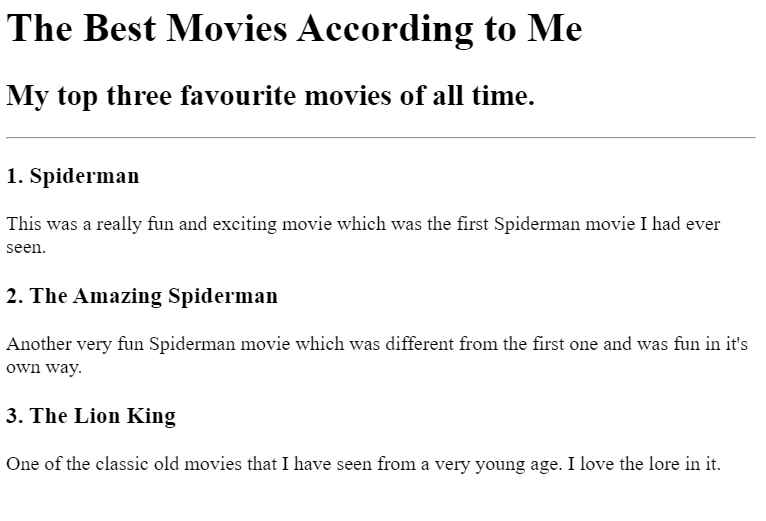 The Best Movies According to Me
My top three favourite movies of all time.
1. Spiderman
This was a really fun and exciting movie which was the first Spiderman movie I had ever
seen.
2. The Amazing Spiderman
Another very fun Spiderman movie which was different from the first one and was fun in it's
own way.
3. The Lion King
One of the classic old movies that I have seen from a very young age. I love the lore in it.